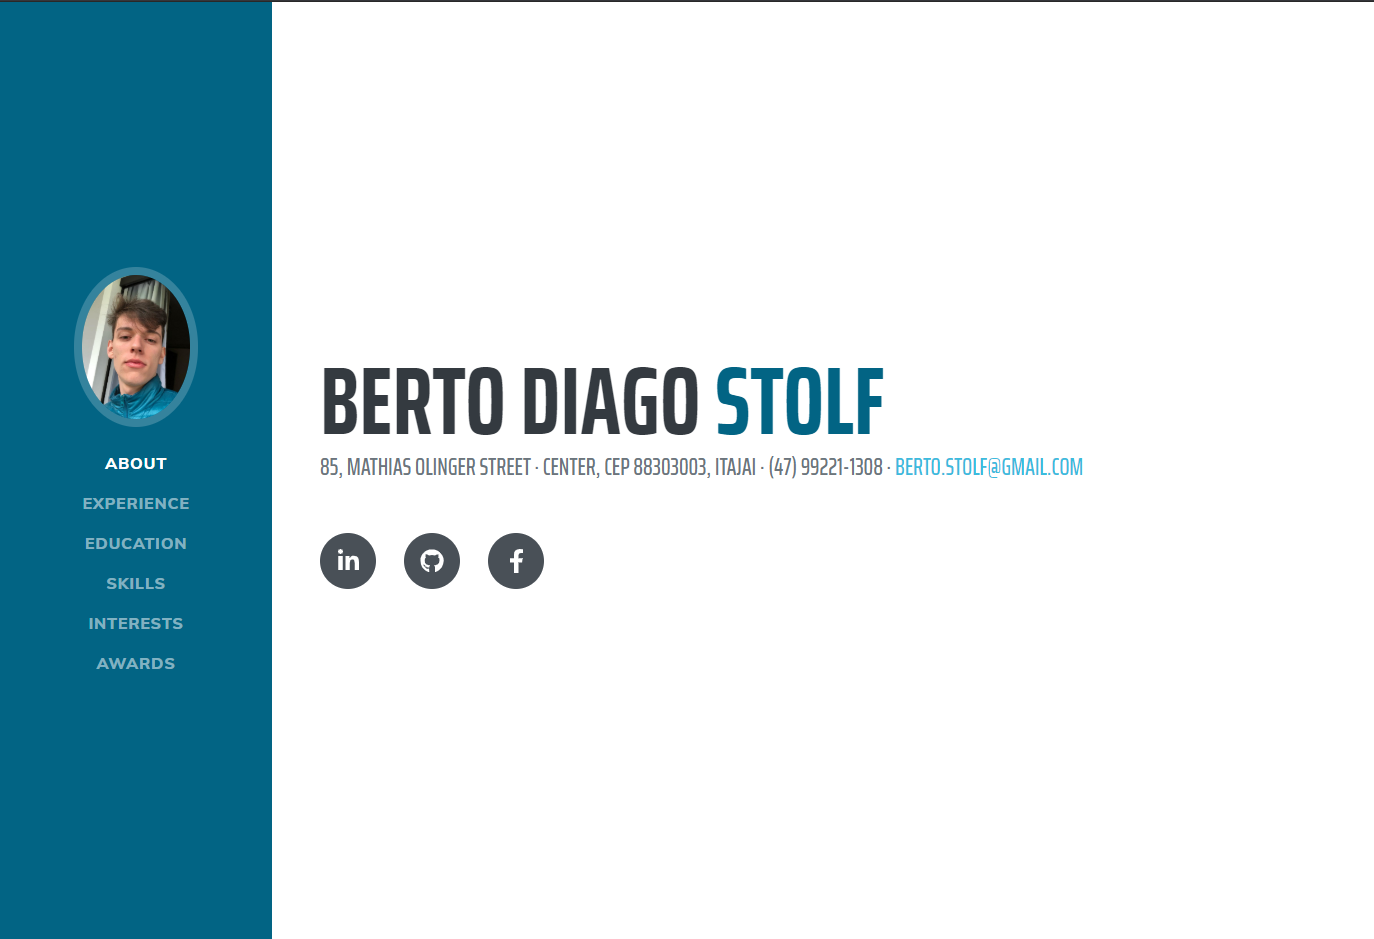 ABOUT
EXPERIENCE
EDUCATION
SKILLS
INTERESTS
AWARDS
BERTO DIAGO STOLF
85, MATHIAS OLINGER STREET · CENTER, CEP 88303003, ITAJAI · (47) 99221-1308 · BERTO.STOLF@GMAIL.COM
in
f